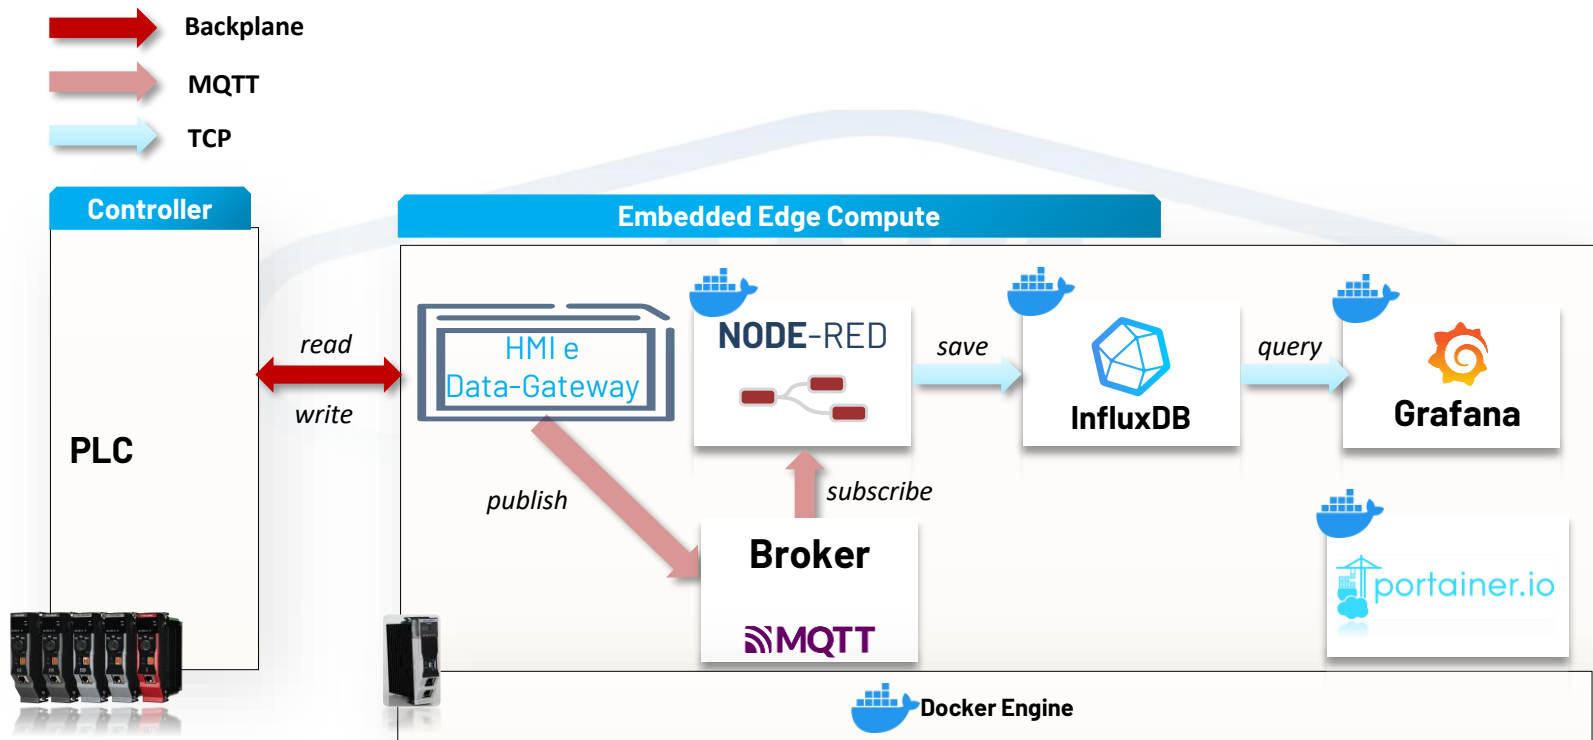 Backplane
MQTT
TCP
Controller
Embedded Edge Compute
read
write
HMI e
Data-Gateway
NODE-RED
save
InfluxDB
query
Grafana
PLC
publish
subscribe
Broker
MQTT
portainer.io
Docker Engine